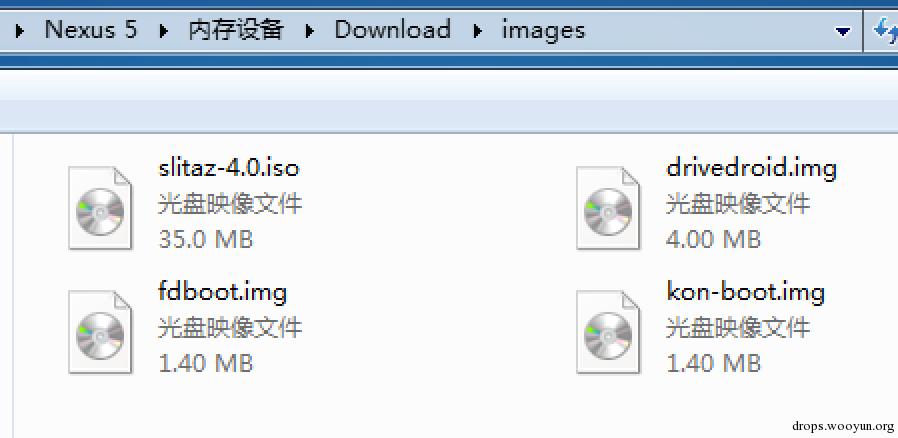 Nexus 5 内存设备 Download images
slitaz-4.0.iso
光盘映像文件
35.0 MB
drivedroid.img
光盘映像文件
4.00 MB
fdboot.img
光盘映像文件
1.40 MB
kon-boot.img
光盘映像文件
1.40 MB
drops.wooyun.org